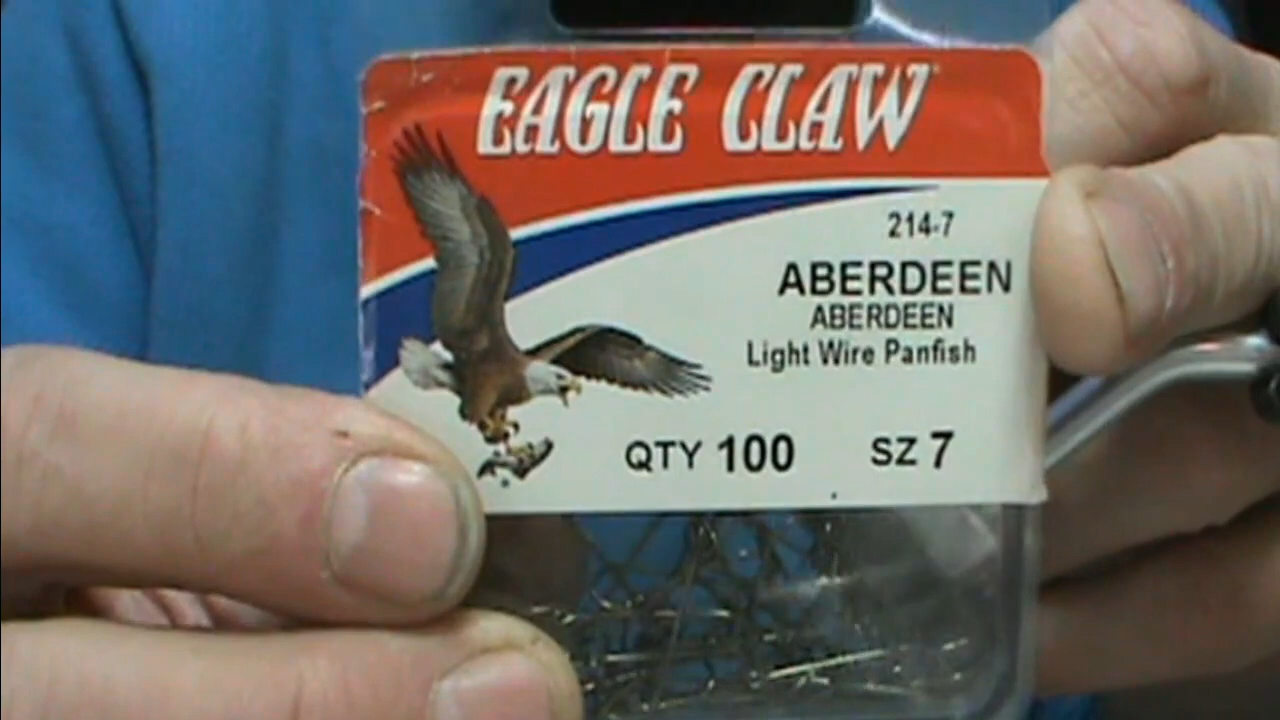 EAGLE CLAW
214-7
ABERDEEN
ABERDEEN
Light Wire Panfish
QTY 100 SZ 7